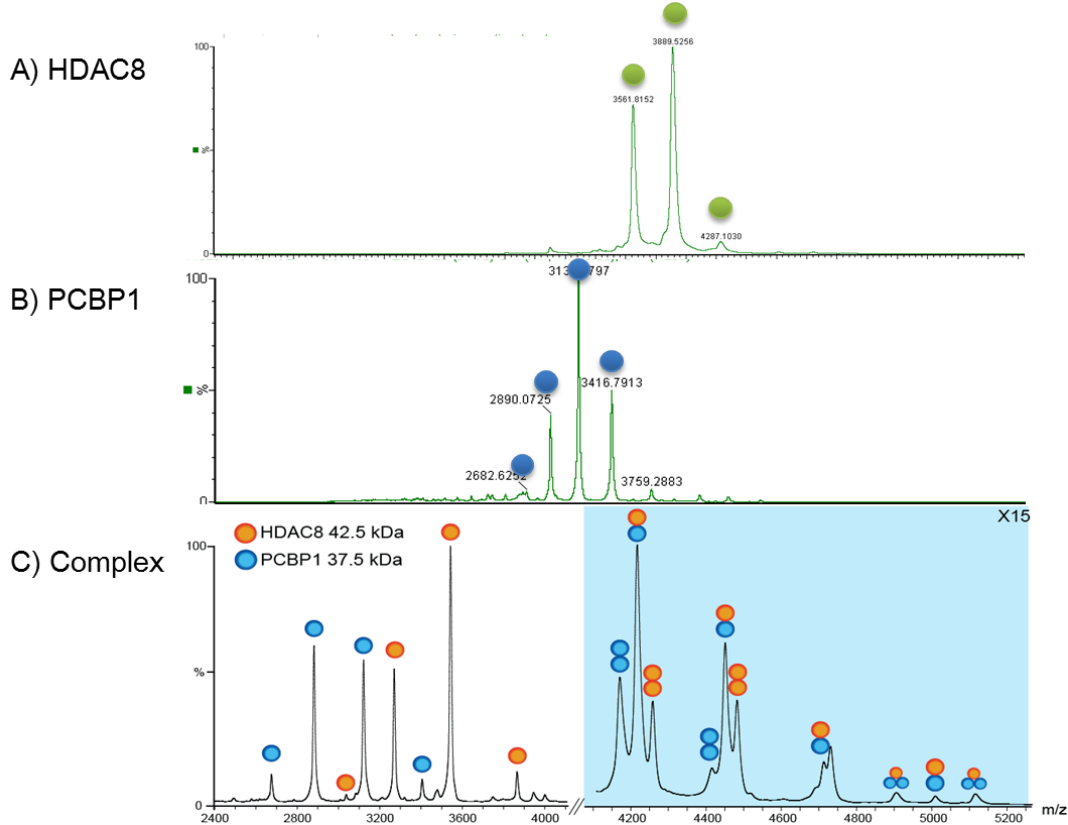 A) HDAC8
100
%
0
3561.8152
3889.5256
4287.1030
B) PCBP1
100
%
0
2682.6252
2890.0725
3416.7913
3759.2883
C) Complex
100
%
0
HDAC8 42.5 kDa
PCBP1 37.5 kDa
X15
2400 2800 3200 3600 4000 // 4200 4400 4600 4800 5000 5200 m/z